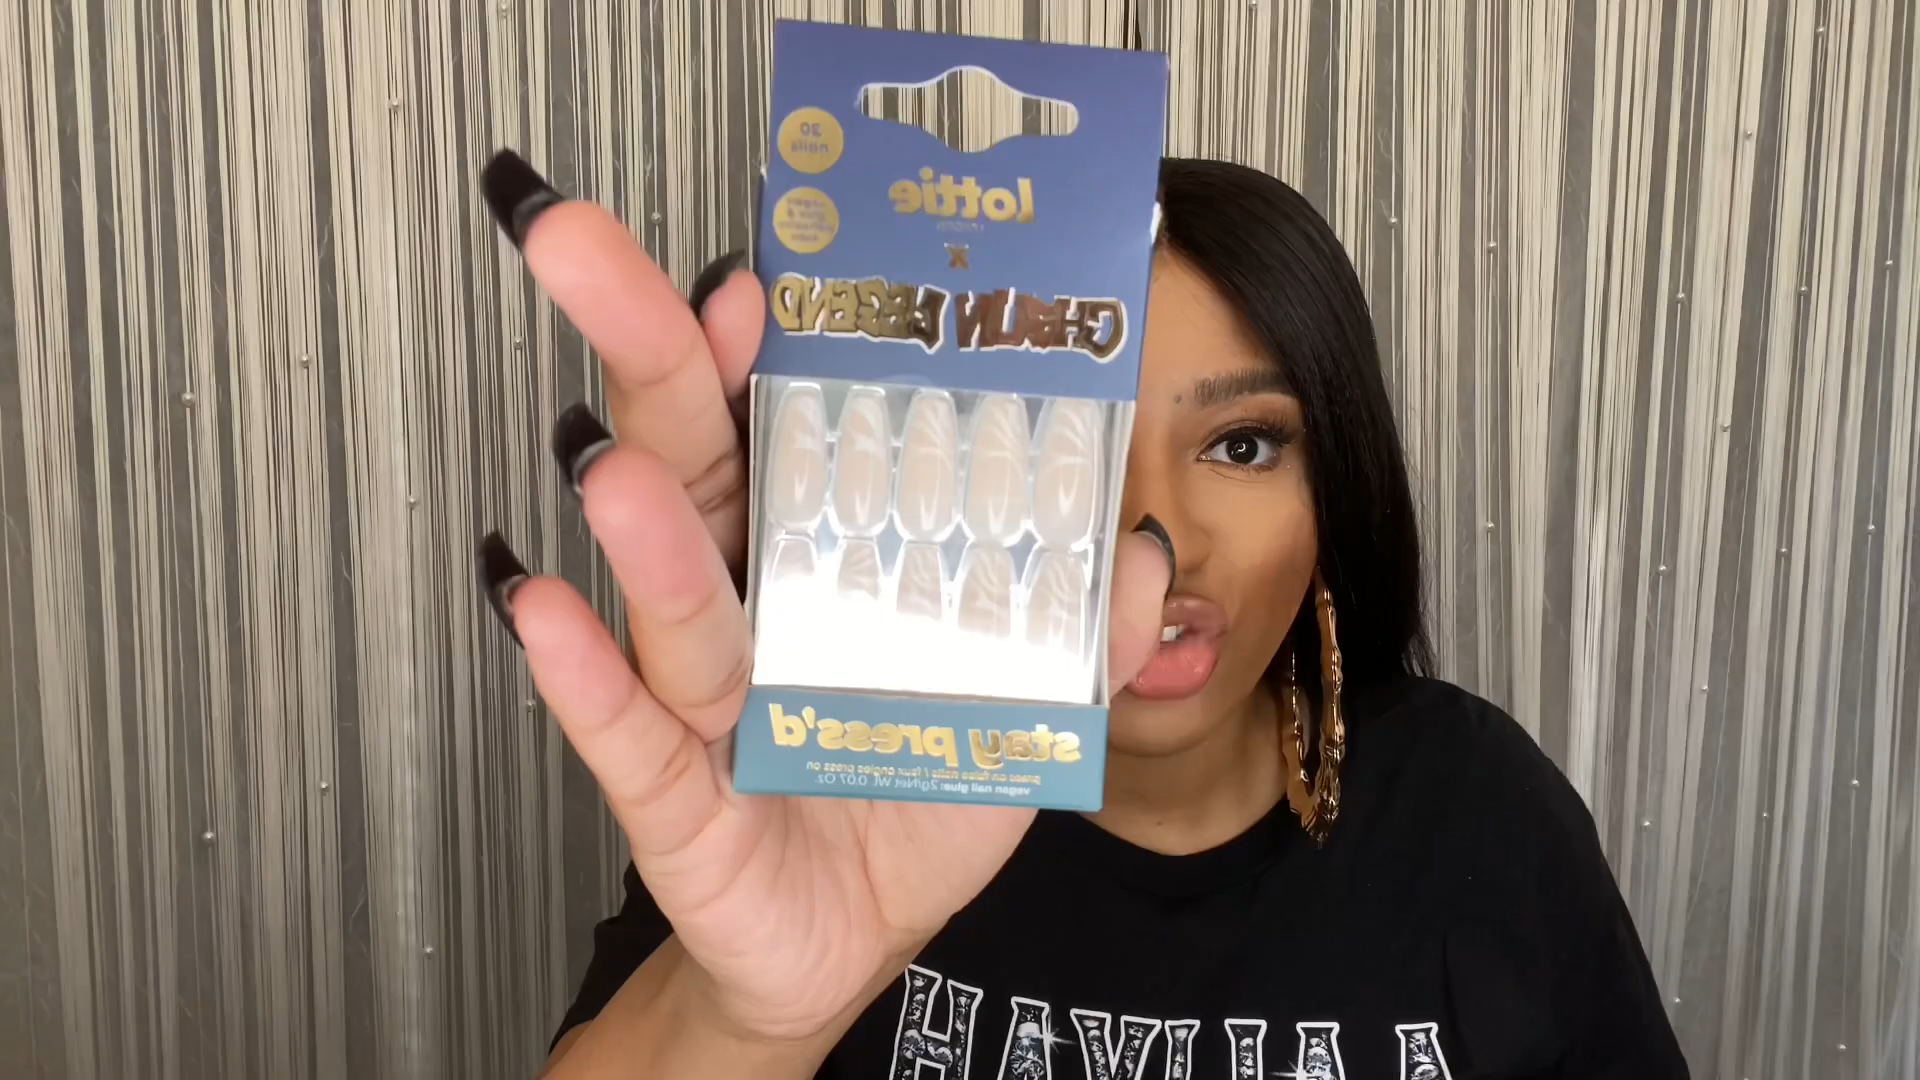 30
nails
lottie
LONDON
x
CHAUN LEGEND
stay press'd
press on false nails / faux ongles press on
vegan nail glue: 2g/Net Wt. 0.07 Oz.